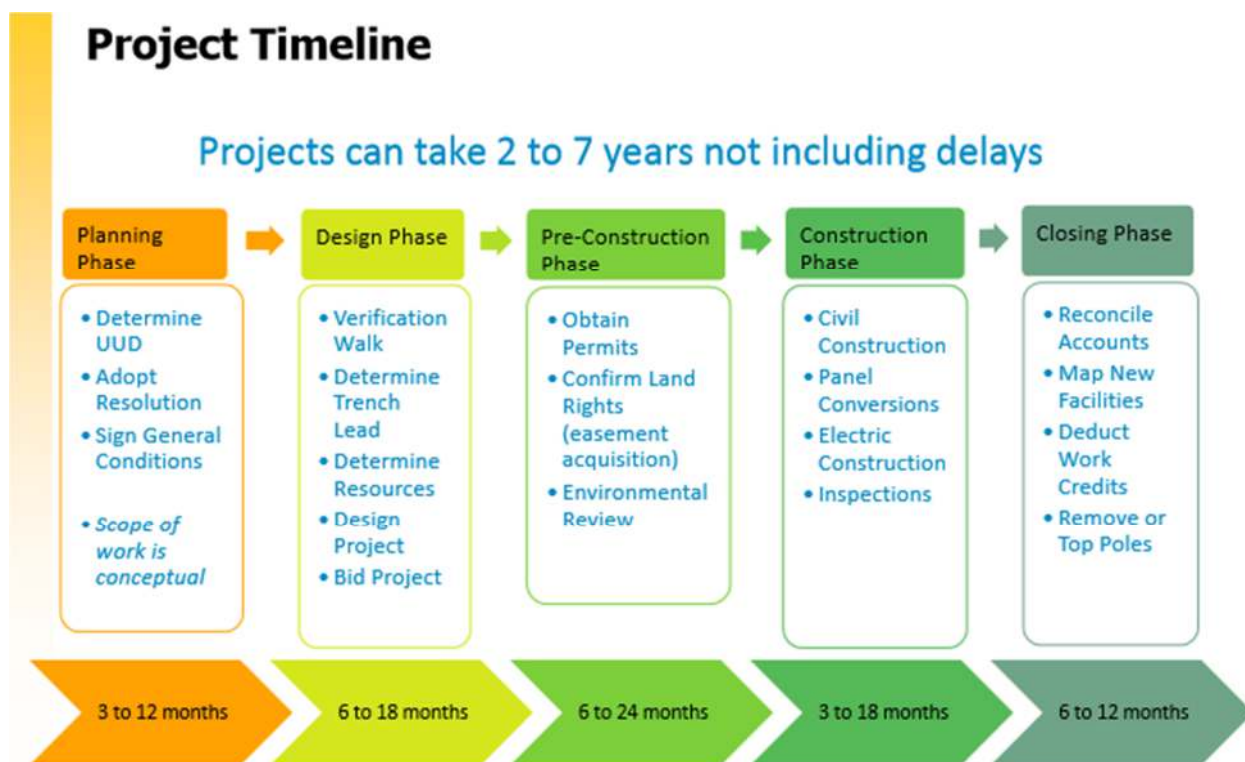 Project Timeline
Projects can take 2 to 7 years not including delays
Planning
Phase
• Determine
UUD
• Adopt
Resolution
• Sign General
Conditions
• Scope of
work is
conceptual
Design Phase
• Verification
Walk
• Determine
Trench
Lead
• Determine
Resources
• Design
Project
• Bid Project
Pre-Construction
Phase
• Obtain
Permits
• Confirm Land
Rights
(easement
acquisition)
• Environmental
Review
Construction
Phase
• Civil
Construction
• Panel
Conversions
• Electric
Construction
• Inspections
Closing Phase
• Reconcile
Accounts
• Map New
Facilities
• Deduct
Work
Credits
• Remove or
Top Poles
3 to 12 months
6 to 18 months
6 to 24 months
3 to 18 months
6 to 12 months